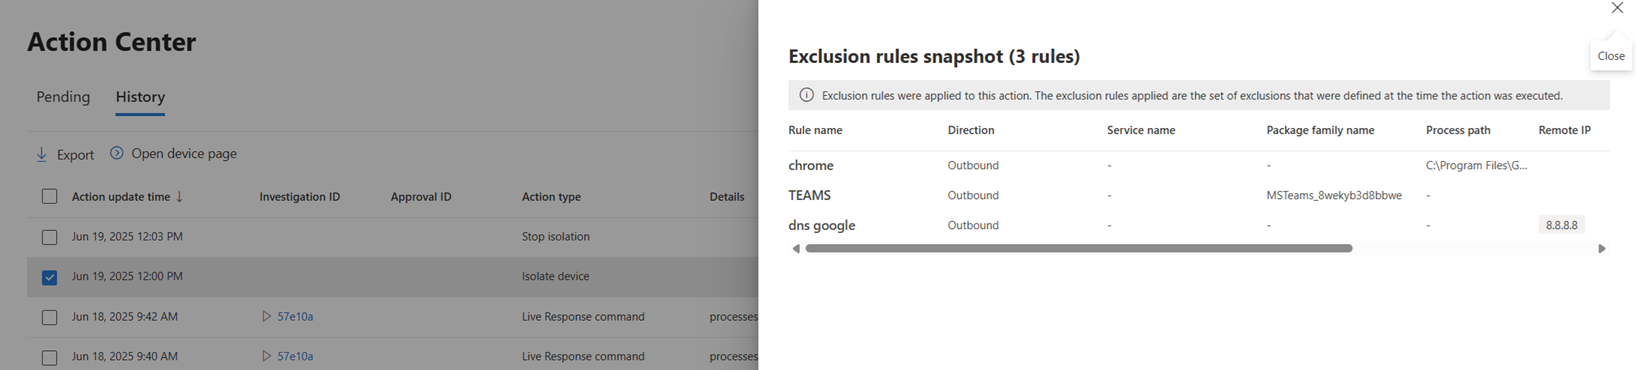 Action Center
Pending History
Export Open device page
Action update time ↓ Investigation ID Approval ID Action type Details
Jun 19, 2025 12:03 PM Stop isolation
Jun 19, 2025 12:00 PM Isolate device
Jun 18, 2025 9:42 AM 57e10a Live Response command processes
Jun 18, 2025 9:40 AM 57e10a Live Response command processes
Close
Exclusion rules snapshot (3 rules)
Exclusion rules were applied to this action. The exclusion rules applied are the set of exclusions that were defined at the time the action was executed.
Rule name Direction Service name Package family name Process path Remote IP
chrome Outbound - - C:\Program Files\G...
TEAMS Outbound - MSTeams_8wekyb3d8bbwe -
dns google Outbound - - - 8.8.8.8